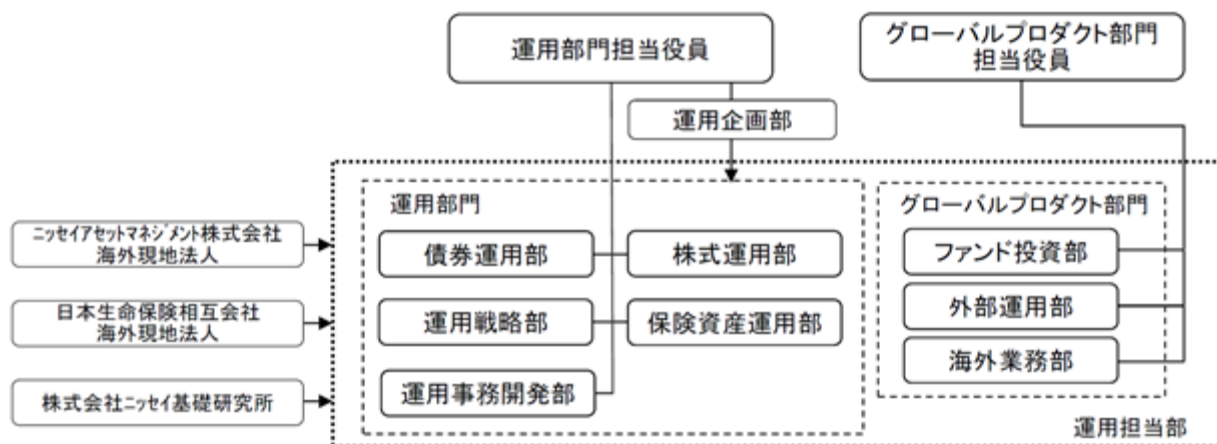 運用部門担当役員
グローバルプロダクト部門
担当役員
運用企画部
運用部門
グローバルプロダクト部門
ニッセイアセットマネジメント株式会社
海外現地法人
債券運用部
株式運用部
ファンド投資部
日本生命保険相互会社
海外現地法人
運用戦略部
保険資産運用部
外部運用部
海外業務部
株式会社ニッセイ基礎研究所
運用事務開発部
運用担当部